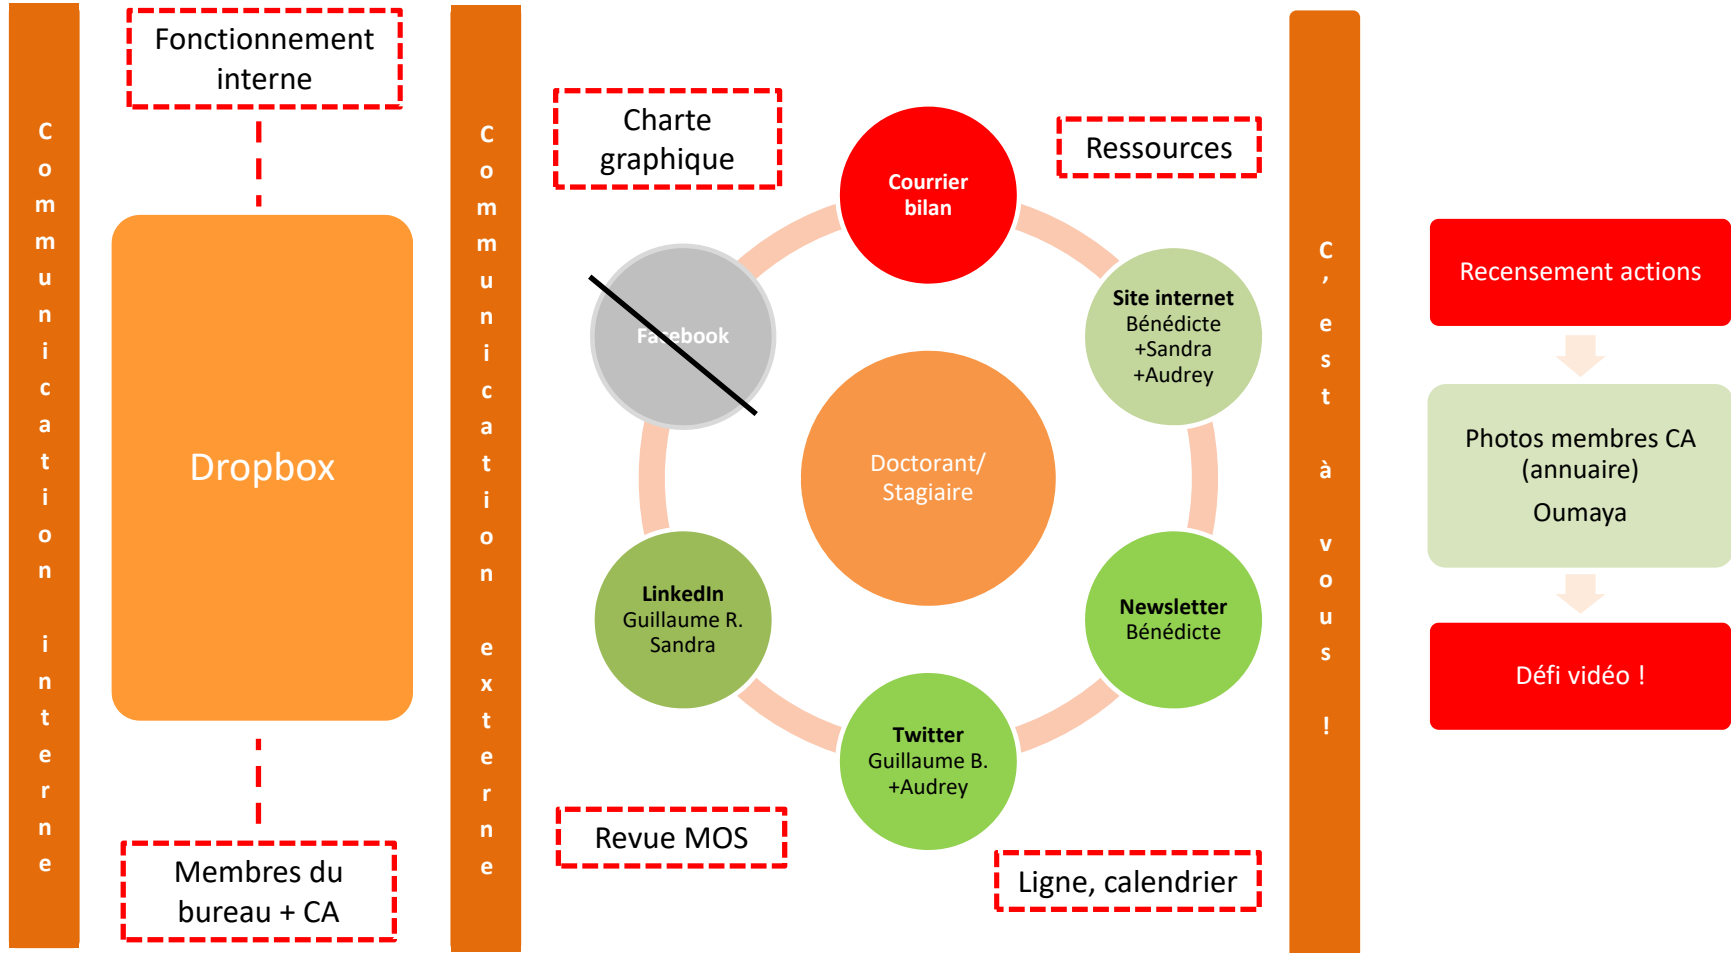 Communication interne
Fonctionnement
interne
Dropbox
Membres du
bureau + CA
Communication externe
Charte
graphique
Ressources
Courrier
bilan
Facebook
Site internet
Bénédicte
+Sandra
+Audrey
Doctorant/
Stagiaire
LinkedIn
Guillaume R.
Sandra
Newsletter
Bénédicte
Twitter
Guillaume B.
+Audrey
Revue MOS
Ligne, calendrier
C'est à vous !
Recensement actions
Photos membres CA
(annuaire)
Oumaya
Défi vidéo !